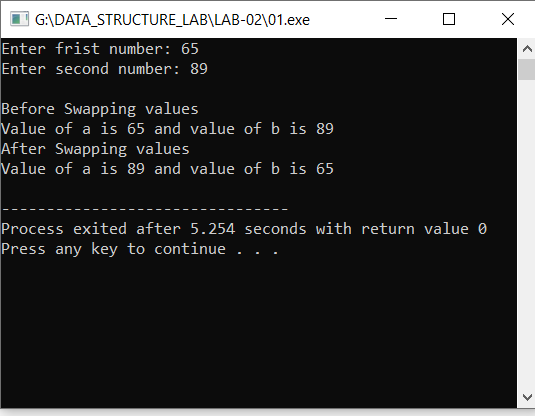 G:\DATA_STRUCTURE_LAB\LAB-02\01.exe
Enter frist number: 65
Enter second number: 89
Before Swapping values
Value of a is 65 and value of b is 89
After Swapping values
Value of a is 89 and value of b is 65
--------------------------------
Process exited after 5.254 seconds with return value 0
Press any key to continue . . .